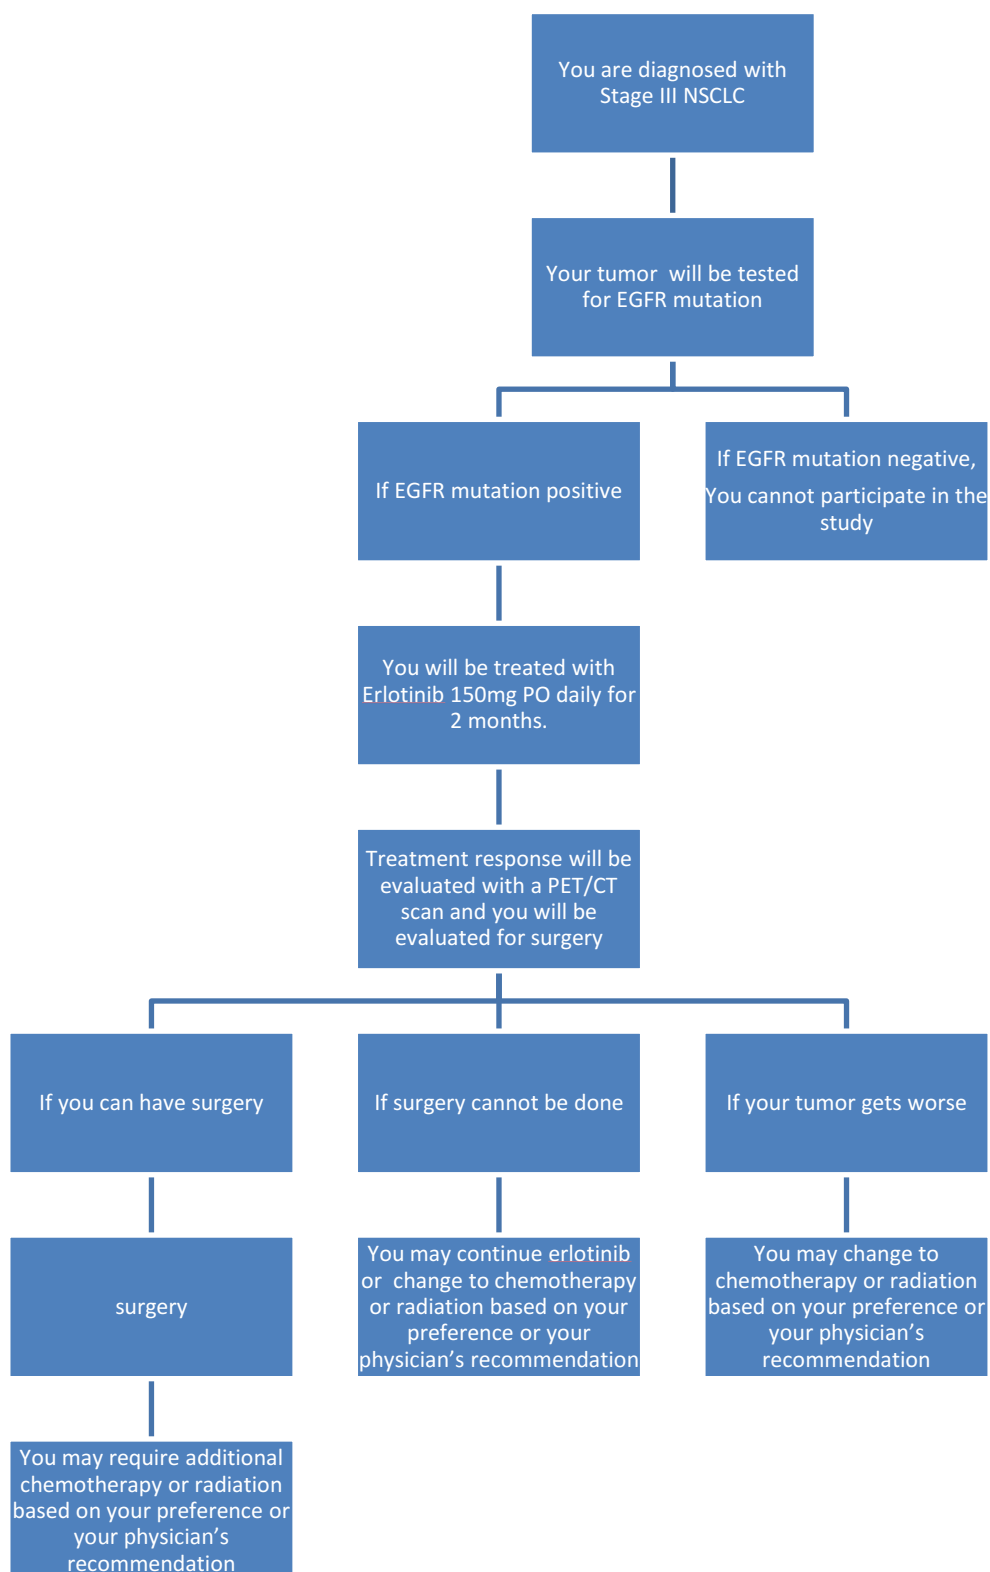 You are diagnosed with
Stage III NSCLC
Your tumor  will be tested
for EGFR mutation
If EGFR mutation positive
If EGFR mutation negative,
You cannot participate in the
study
You will be treated with
Erlotinib 150mg PO daily for
2 months.
Treatment response will be
evaluated with a PET/CT
scan and you will be
evaluated for surgery
If you can have surgery
If surgery cannot be done
If your tumor gets worse
surgery
You may continue erlotinib
or  change to chemotherapy
or radiation based on your
preference or your
physician’s recommendation
You may change to
chemotherapy or radiation
based on your preference or
your physician’s
recommendation
You may require additional
chemotherapy or radiation
based on your preference or
your physician’s
recommendation